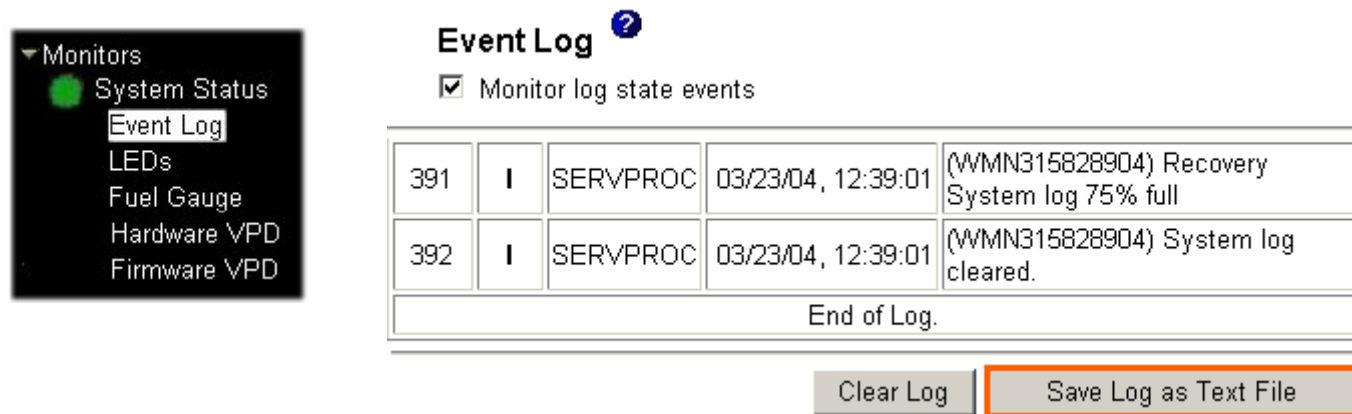 Monitors
System Status
Event Log
LEDs
Fuel Gauge
Hardware VPD
Firmware VPD
Event Log ?
Monitor log state events
391 I SERVPROC 03/23/04, 12:39:01 (WMN315828904) Recovery
System log 75% full
392 I SERVPROC 03/23/04, 12:39:01 (WMN315828904) System log
cleared.
End of Log.
Clear Log Save Log as Text File